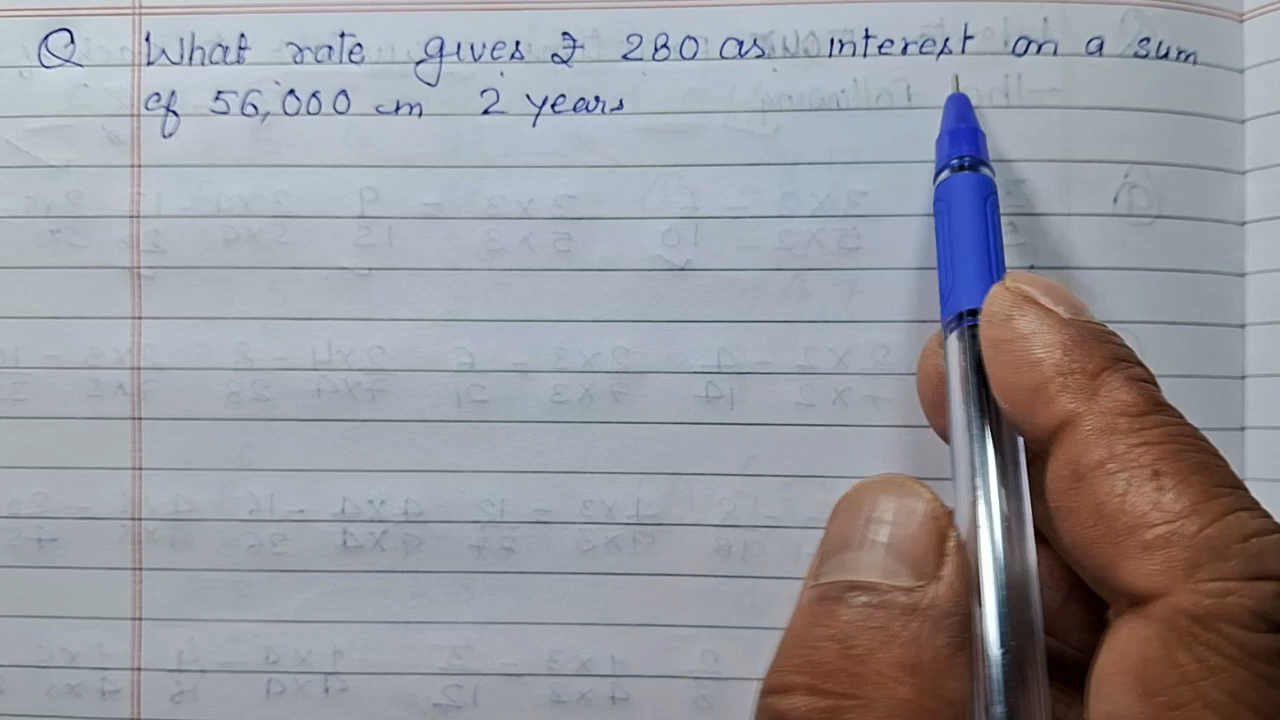 Q What rate gives ₹ 280 as interest on a sum
of 56,000 in 2 years